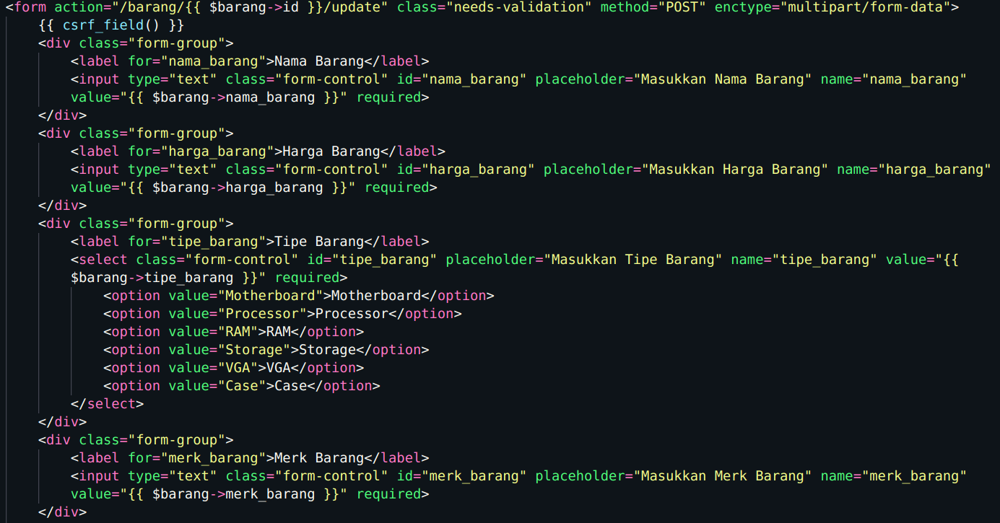 <form action="/barang/{{ $barang->id }}/update" class="needs-validation" method="POST" enctype="multipart/form-data">
{{ csrf_field() }}
<div class="form-group">
<label for="nama_barang">Nama Barang</label>
<input type="text" class="form-control" id="nama_barang" placeholder="Masukkan Nama Barang" name="nama_barang"
value="{{ $barang->nama_barang }}" required>
</div>
<div class="form-group">
<label for="harga_barang">Harga Barang</label>
<input type="text" class="form-control" id="harga_barang" placeholder="Masukkan Harga Barang" name="harga_barang"
value="{{ $barang->harga_barang }}" required>
</div>
<div class="form-group">
<label for="tipe_barang">Tipe Barang</label>
<select class="form-control" id="tipe_barang" placeholder="Masukkan Tipe Barang" name="tipe_barang" value="{{
$barang->tipe_barang }}" required>
<option value="Motherboard">Motherboard</option>
<option value="Processor">Processor</option>
<option value="RAM">RAM</option>
<option value="Storage">Storage</option>
<option value="VGA">VGA</option>
<option value="Case">Case</option>
</select>
</div>
<div class="form-group">
<label for="merk_barang">Merk Barang</label>
<input type="text" class="form-control" id="merk_barang" placeholder="Masukkan Merk Barang" name="merk_barang"
value="{{ $barang->merk_barang }}" required>
</div>